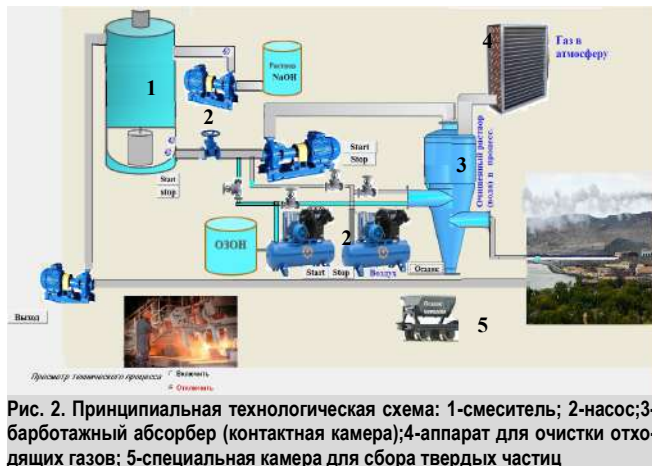 4
Газ в
атмосферу
1
Раствор
NaOH
2
Start
Stop
3
Очищенный раствор
(вода) в процесс.
Start
stop
ОЗОН
2
Start
Stop
Воздух
Осадок
Выход
Осадок
5
Просмотр технического процесса
Включить
Отключить
Рис. 2. Принципиальная технологическая схема: 1-смеситель; 2-насос;3-
барботажный абсорбер (контактная камера);4-аппарат для очистки отхо-
дящих газов; 5-специальная камера для сбора твердых частиц